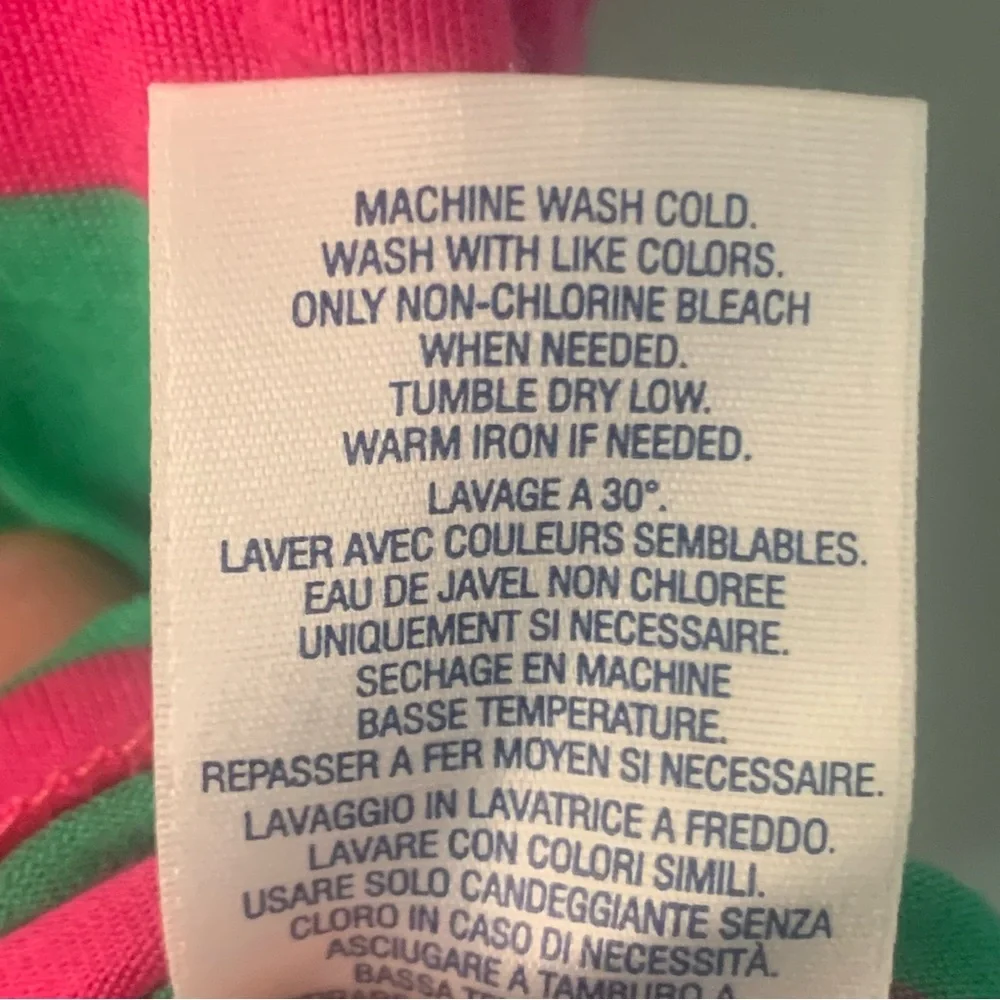 MACHINE WASH COLD.
WASH WITH LIKE COLORS.
ONLY NON-CHLORINE BLEACH
WHEN NEEDED.
TUMBLE DRY LOW.
WARM IRON IF NEEDED.
LAVAGE A 30°.
LAVER AVEC COULEURS SEMBLABLES.
EAU DE JAVEL NON CHLOREE
UNIQUEMENT SI NECESSAIRE.
SECHAGE EN MACHINE
BASSE TEMPERATURE.
REPASSER A FER MOYEN SI NECESSAIRE.
LAVAGGIO IN LAVATRICE A FREDDO.
LAVARE CON COLORI SIMILI.
USARE SOLO CANDEGGIANTE SENZA
CLORO IN CASO DI NECESSITÀ.
ASCIUGARE A TAMBURO A
BASSA